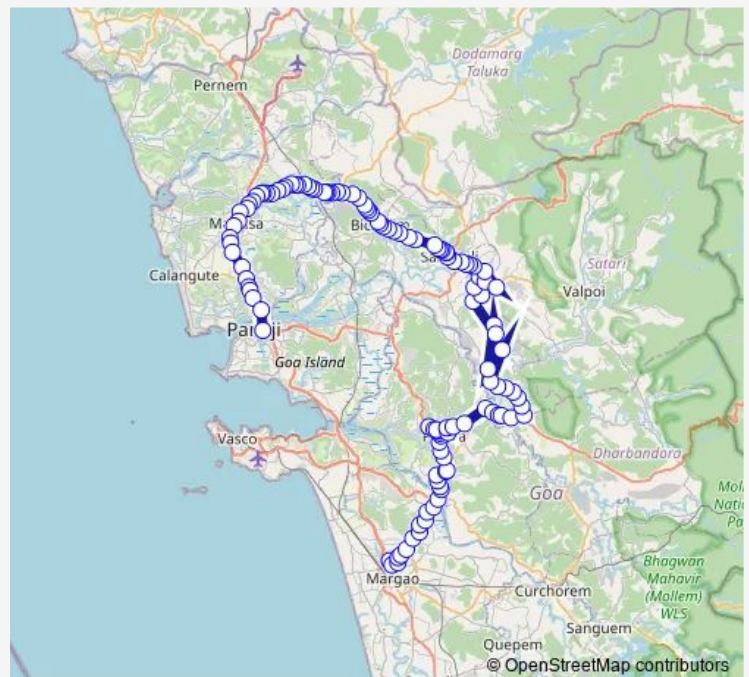 Dodamarg
Taluka
Pernem
Calangute
Satari
Valpoi
Goa Island
Vasco
Dharbandora
Goa
Bhagwan
Mahavir
(Mollem)
WLS
Margao
Curchorem
Sanguem
Quepem
© OpenStreetMap contributors